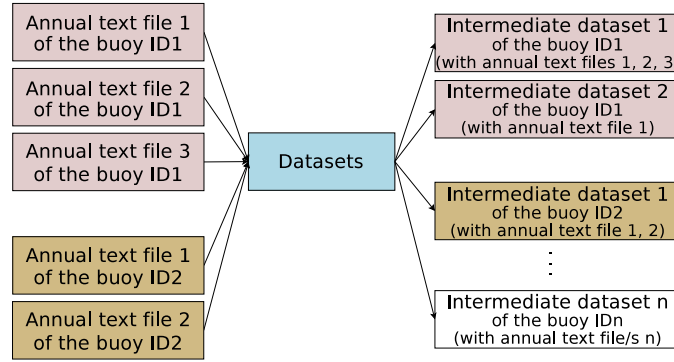 Annual text file 1
of the buoy ID1
Annual text file 2
of the buoy ID1
Annual text file 3
of the buoy ID1
Annual text file 1
of the buoy ID2
Annual text file 2
of the buoy ID2
Datasets
Intermediate dataset 1
of the buoy ID1
(with annual text files 1, 2, 3)
Intermediate dataset 2
of the buoy ID1
(with annual text file 1)
Intermediate dataset 1
of the buoy ID2
(with annual text file 1, 2)
Intermediate dataset n
of the buoy IDn
(with annual text file/s n)